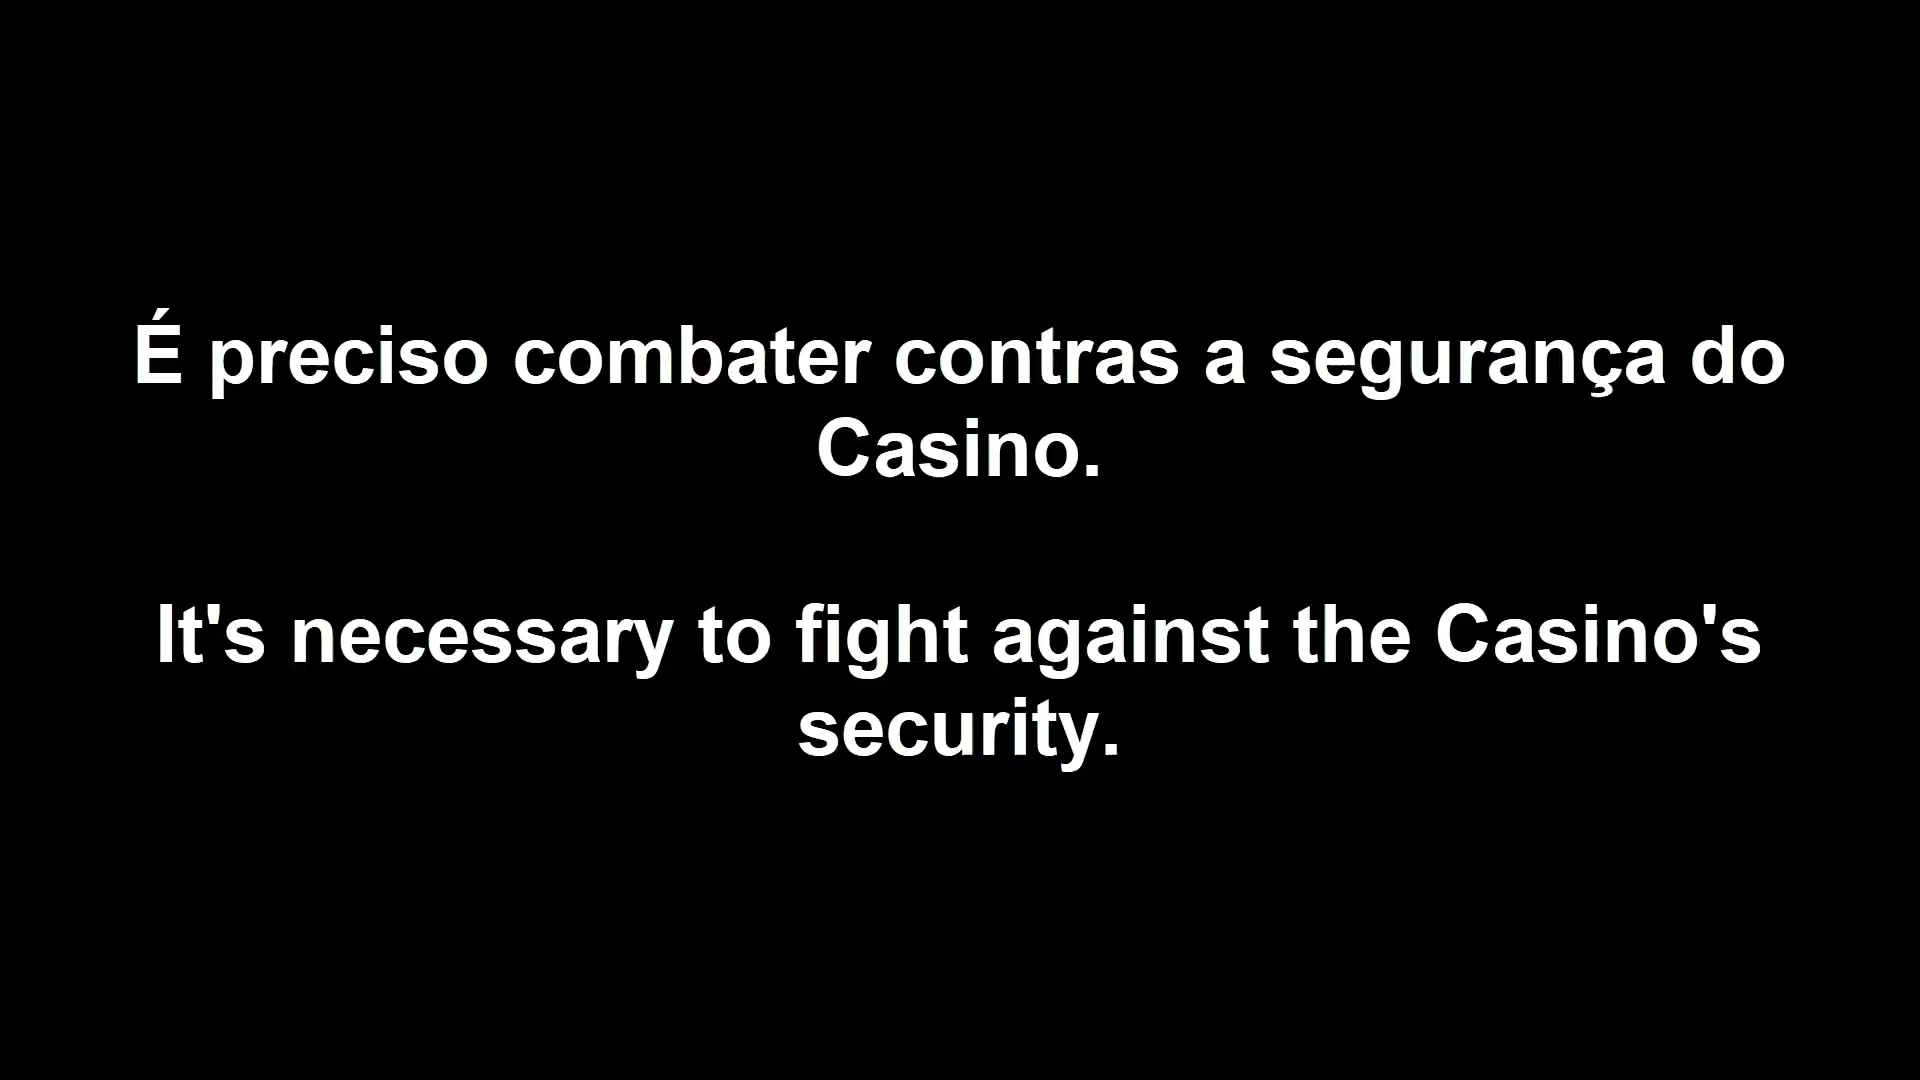 É preciso combater contras a segurança do
Casino.
It's necessary to fight against the Casino's
security.